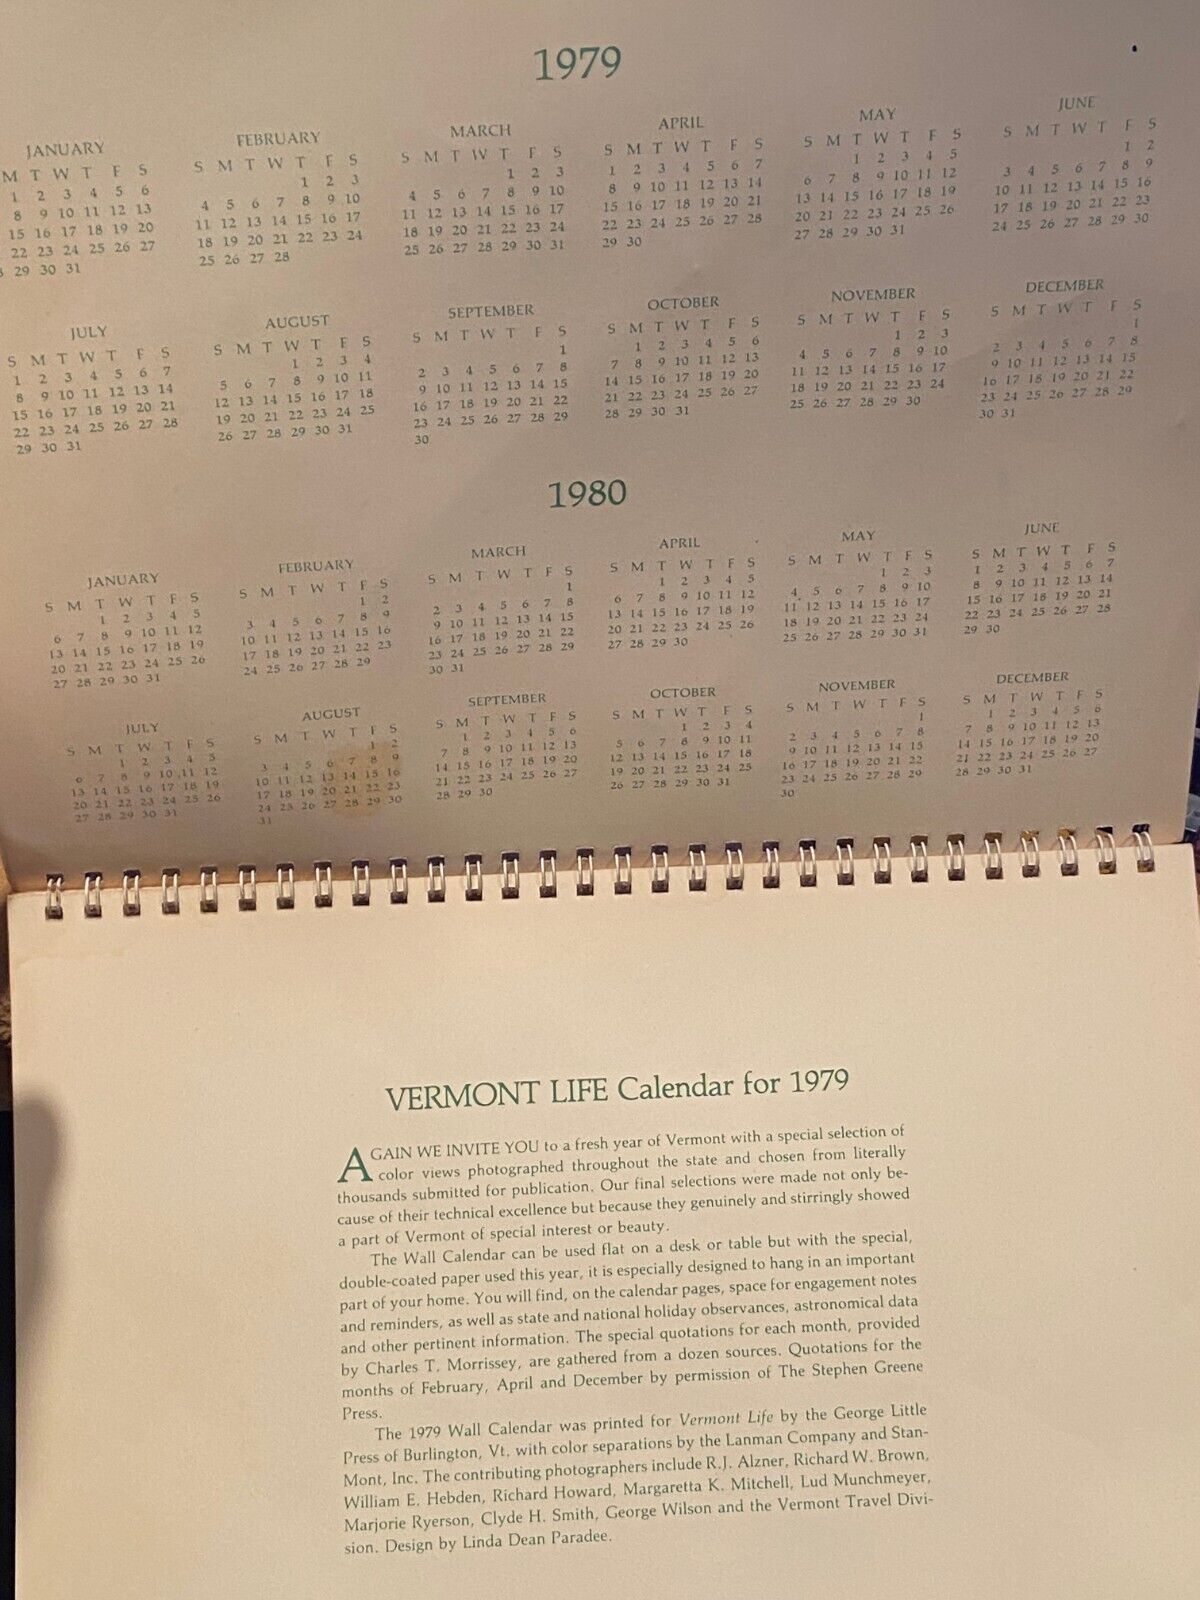 1979
JANUARY
M T W T F S
1 2 3 4 5 6
8 9 10 11 12 13
15 16 17 18 19 20
22 23 24 25 26 27
29 30 31
FEBRUARY
S M T W T F S
1 2 3
4 5 6 7 8 9 10
11 12 13 14 15 16 17
18 19 20 21 22 23 24
25 26 27 28
MARCH
S M T W T F S
1 2 3
4 5 6 7 8 9 10
11 12 13 14 15 16 17
18 19 20 21 22 23 24
25 26 27 28 29 30 31
APRIL
S M T W T F S
1 2 3 4 5 6 7
8 9 10 11 12 13 14
15 16 17 18 19 20 21
22 23 24 25 26 27 28
29 30
MAY
S M T W T F S
1 2 3 4 5
6 7 8 9 10 11 12
13 14 15 16 17 18 19
20 21 22 23 24 25 26
27 28 29 30 31
JUNE
S M T W T F S
1 2
3 4 5 6 7 8 9
10 11 12 13 14 15 16
17 18 19 20 21 22 23
24 25 26 27 28 29 30
JULY
S M T W T F S
1 2 3 4 5 6 7
8 9 10 11 12 13 14
15 16 17 18 19 20 21
22 23 24 25 26 27 28
29 30 31
AUGUST
S M T W T F S
1 2 3 4
5 6 7 8 9 10 11
12 13 14 15 16 17 18
19 20 21 22 23 24 25
26 27 28 29 30 31
SEPTEMBER
S M T W T F S
1
2 3 4 5 6 7 8
9 10 11 12 13 14 15
16 17 18 19 20 21 22
23 24 25 26 27 28 29
30
OCTOBER
S M T W T F S
1 2 3 4 5 6
7 8 9 10 11 12 13
14 15 16 17 18 19 20
21 22 23 24 25 26 27
28 29 30 31
NOVEMBER
S M T W T F S
1 2 3
4 5 6 7 8 9 10
11 12 13 14 15 16 17
18 19 20 21 22 23 24
25 26 27 28 29 30
DECEMBER
S M T W T F S
1
2 3 4 5 6 7 8
9 10 11 12 13 14 15
16 17 18 19 20 21 22
23 24 25 26 27 28 29
30 31
1980
JANUARY
S M T W T F S
1 2 3 4 5
6 7 8 9 10 11 12
13 14 15 16 17 18 19
20 21 22 23 24 25 26
27 28 29 30 31
FEBRUARY
S M T W T F S
1 2
3 4 5 6 7 8 9
10 11 12 13 14 15 16
17 18 19 20 21 22 23
24 25 26 27 28 29
MARCH
S M T W T F S
1
2 3 4 5 6 7 8
9 10 11 12 13 14 15
16 17 18 19 20 21 22
23 24 25 26 27 28 29
30 31
APRIL
S M T W T F S
1 2 3 4 5
6 7 8 9 10 11 12
13 14 15 16 17 18 19
20 21 22 23 24 25 26
27 28 29 30
MAY
S M T W T F S
1 2 3
4 5 6 7 8 9 10
11 12 13 14 15 16 17
18 19 20 21 22 23 24
25 26 27 28 29 30 31
JUNE
S M T W T F S
1 2 3 4 5 6 7
8 9 10 11 12 13 14
15 16 17 18 19 20 21
22 23 24 25 26 27 28
29 30
JULY
S M T W T F S
1 2 3 4 5
6 7 8 9 10 11 12
13 14 15 16 17 18 19
20 21 22 23 24 25 26
27 28 29 30 31
AUGUST
S M T W T F S
1 2
3 4 5 6 7 8 9
10 11 12 13 14 15 16
17 18 19 20 21 22 23
24 25 26 27 28 29 30
31
SEPTEMBER
S M T W T F S
1 2 3 4 5 6
7 8 9 10 11 12 13
14 15 16 17 18 19 20
21 22 23 24 25 26 27
28 29 30
OCTOBER
S M T W T F S
1 2 3 4
5 6 7 8 9 10 11
12 13 14 15 16 17 18
19 20 21 22 23 24 25
26 27 28 29 30 31
NOVEMBER
S M T W T F S
1
2 3 4 5 6 7 8
9 10 11 12 13 14 15
16 17 18 19 20 21 22
23 24 25 26 27 28 29
30
DECEMBER
S M T W T F S
1 2 3 4 5 6
7 8 9 10 11 12 13
14 15 16 17 18 19 20
21 22 23 24 25 26 27
28 29 30 31
VERMONT LIFE Calendar for 1979
AGAIN WE INVITE YOU to a fresh year of Vermont with a special selection of
color views photographed throughout the state and chosen from literally
thousands submitted for publication. Our final selections were made not only be-
cause of their technical excellence but because they genuinely and stirringly showed
a part of Vermont of special interest or beauty.
The Wall Calendar can be used flat on a desk or table but with the special,
double-coated paper used this year, it is especially designed to hang in an important
part of your home. You will find, on the calendar pages, space for engagement notes
and reminders, as well as state and national holiday observances, astronomical data
and other pertinent information. The special quotations for each month, provided
by Charles T. Morrissey, are gathered from a dozen sources. Quotations for the
months of February, April and December by permission of The Stephen Greene
Press.
The 1979 Wall Calendar was printed for Vermont Life by the George Little
Press of Burlington, Vt. with color separations by the Lanman Company and Stan-
Mont, Inc. The contributing photographers include R.J. Alzner, Richard W. Brown,
William E. Hebden, Richard Howard, Margaretta K. Mitchell, Lud Munchmeyer,
Marjorie Ryerson, Clyde H. Smith, George Wilson and the Vermont Travel Divi-
sion. Design by Linda Dean Paradee.